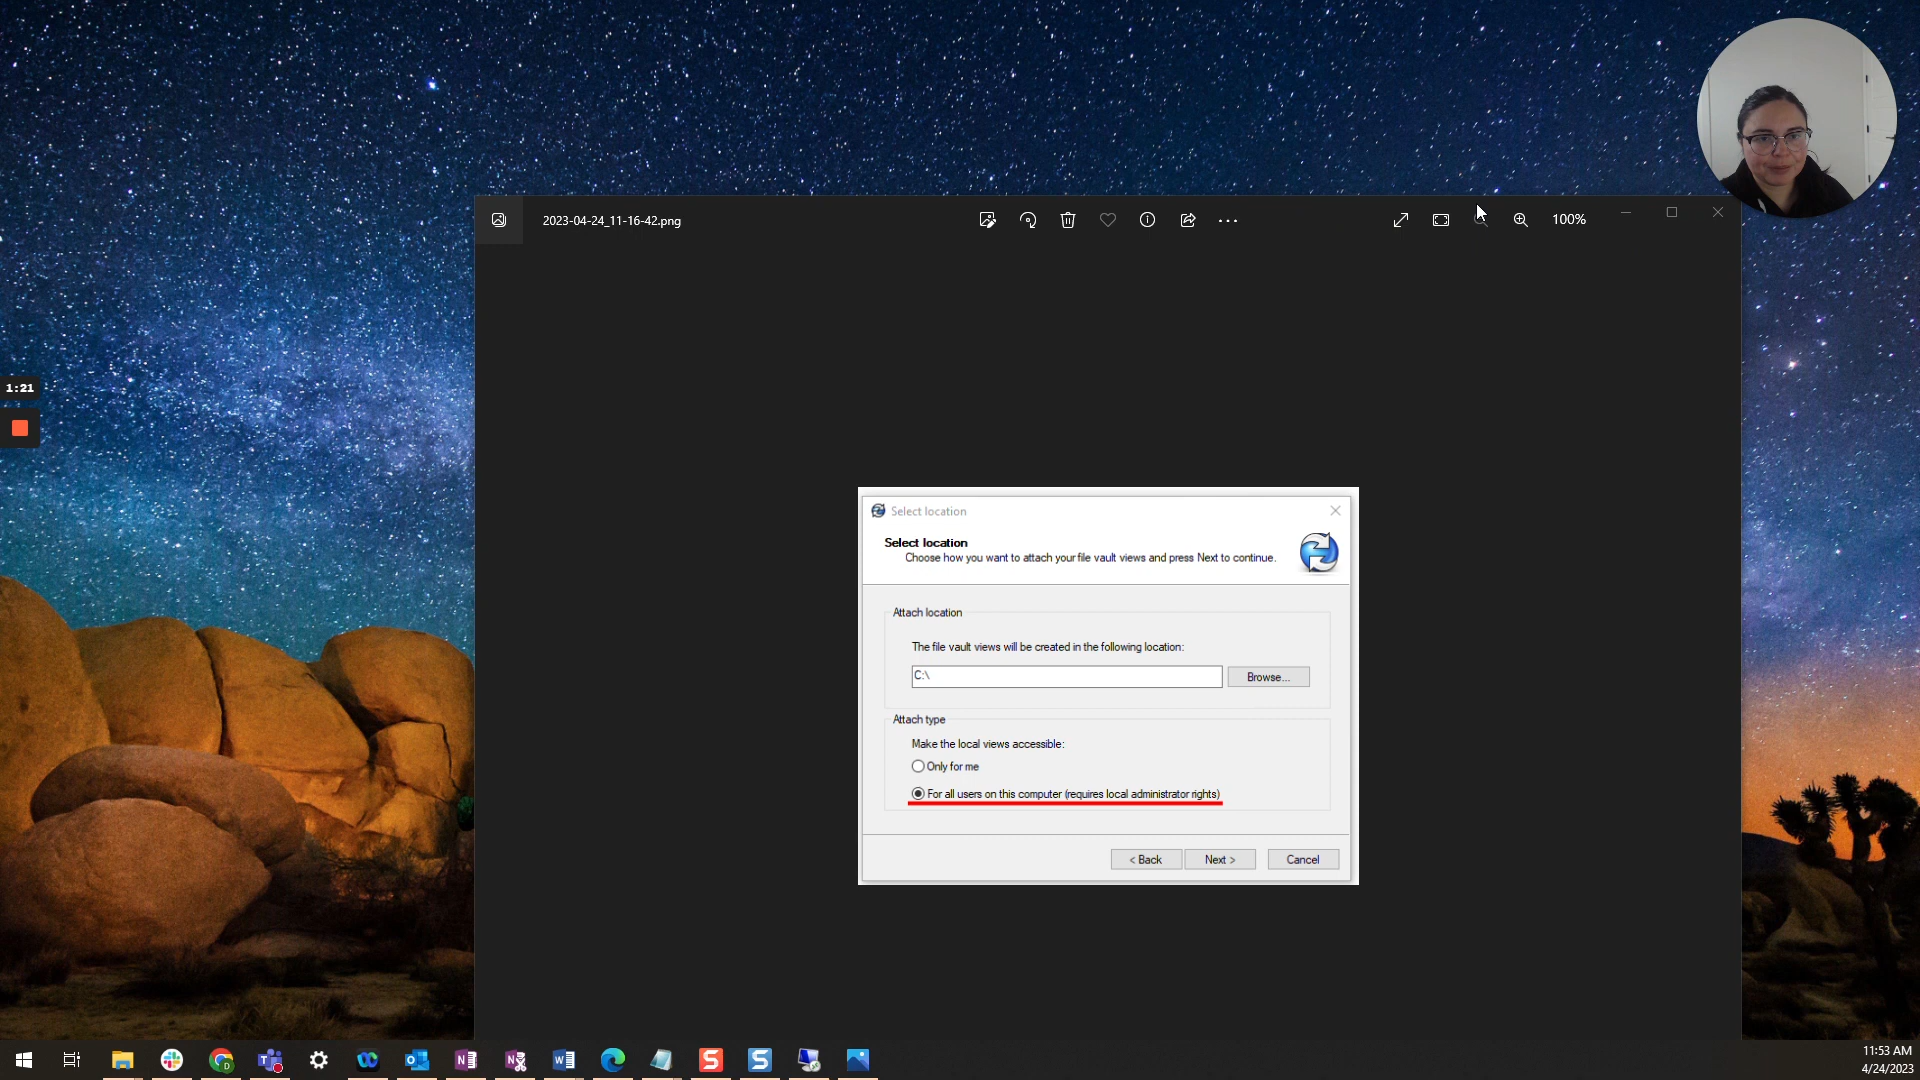 2023-04-24_11-16-42.png
100%
1:21
Select location
Select location
Choose how you want to attach your file vault views and press Next to continue.
Attach location
The file vault views will be created in the following location:
C:\
Browse...
Attach type
Make the local views accessible:
Only for me
For all users on this computer (requires local administrator rights)
< Back
Next >
Cancel
11:53 AM
4/24/2023